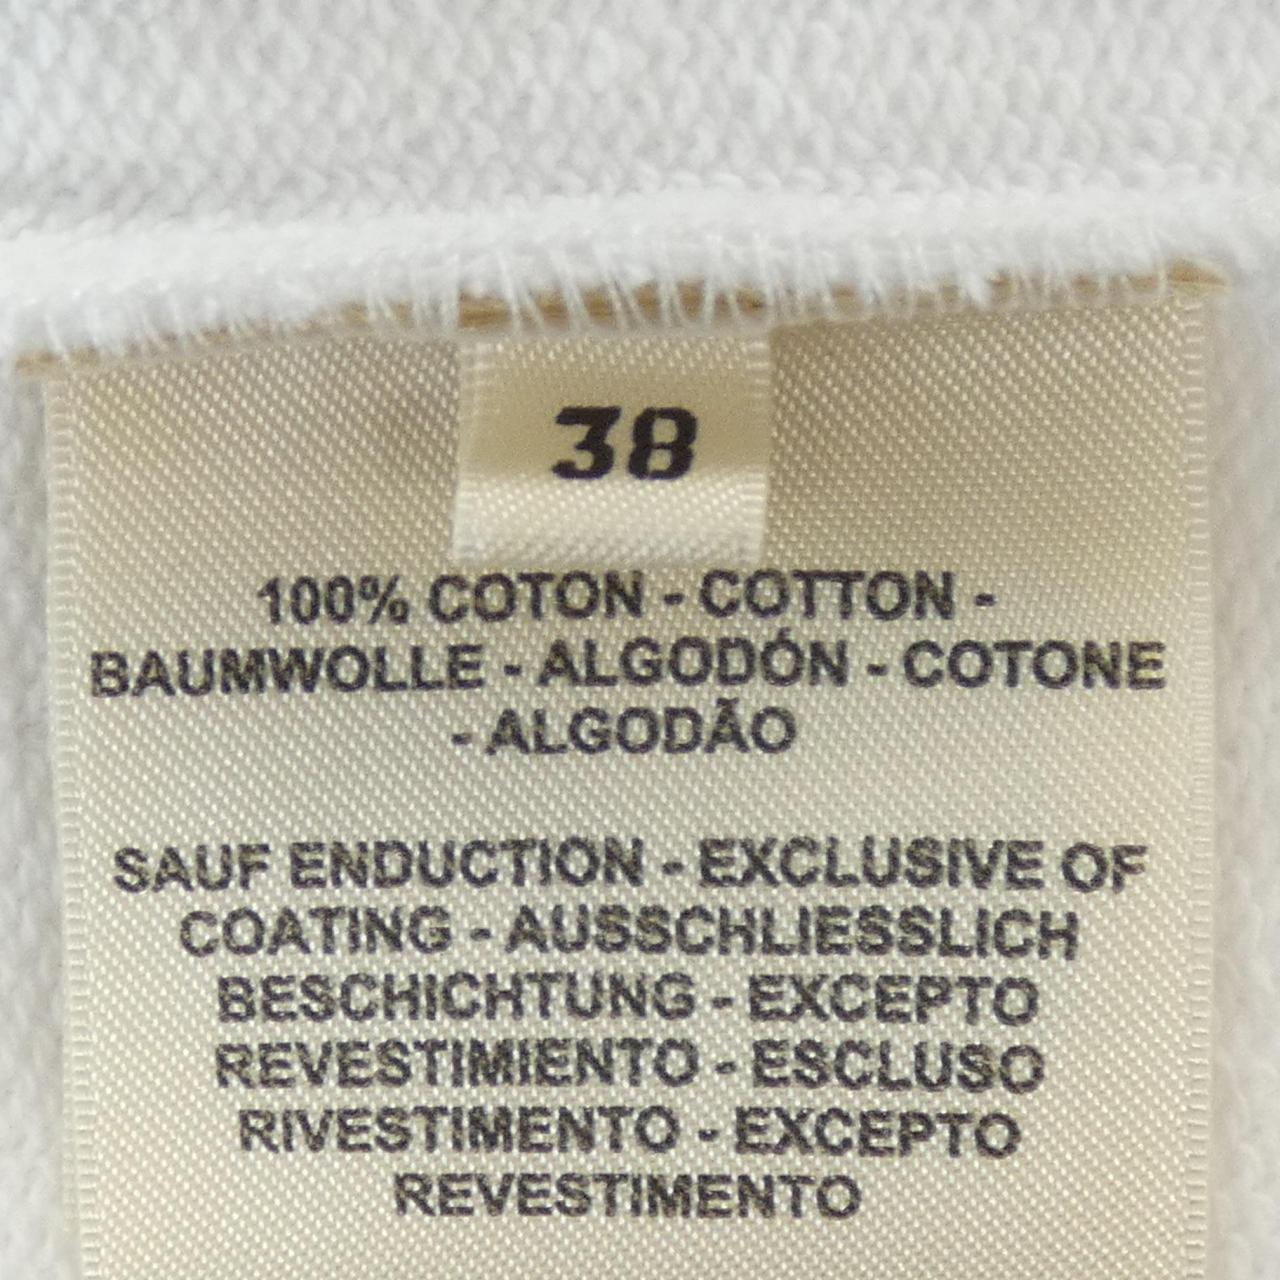 38
100% COTON - COTTON -
BAUMWOLLE - ALGODÓN - COTONE
- ALGODÃO
SAUF ENDUCTION - EXCLUSIVE OF
COATING - AUSSCHLIESSLICH
BESCHICHTUNG - EXCEPTO
REVESTIMIENTO - ESCLUSO
RIVESTIMENTO - EXCEPTO
REVESTIMENTO